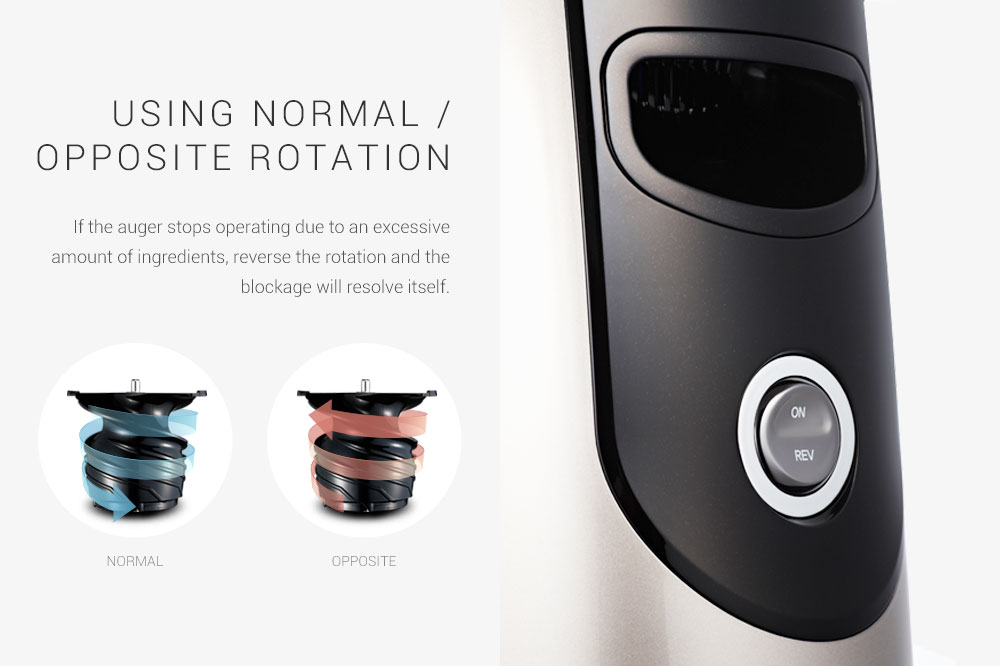 USING NORMAL /
OPPOSITE ROTATION
If the auger stops operating due to an excessive
amount of ingredients, reverse the rotation and the
blockage will resolve itself.
NORMAL
OPPOSITE
ON
REV